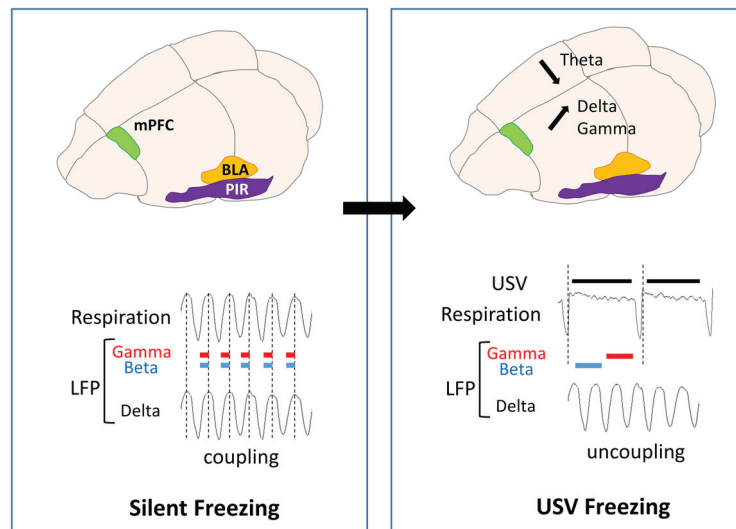 mPFC
BLA
PIR
Respiration
Gamma
Beta
LFP
Delta
coupling
Silent Freezing
Theta
Delta
Gamma
USV
Respiration
Gamma
Beta
LFP
Delta
uncoupling
USV Freezing